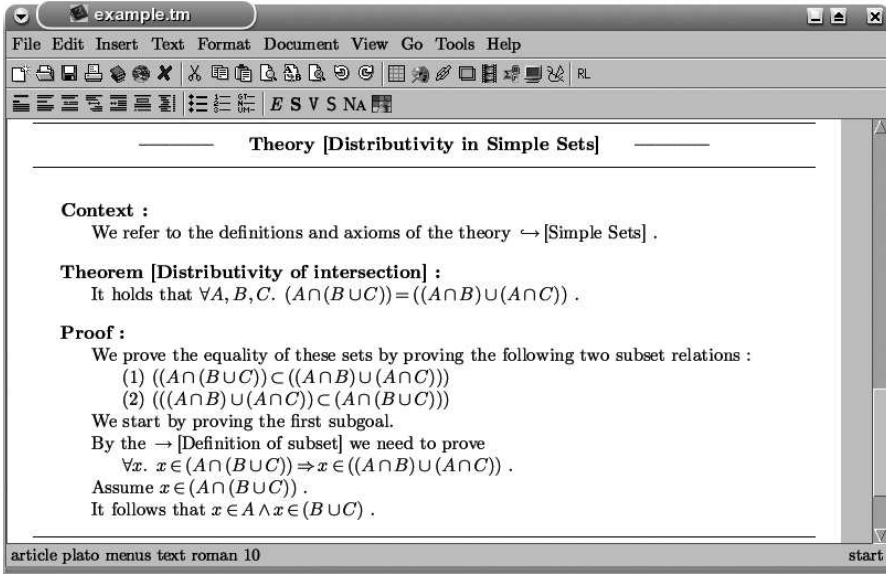 example.tm
File Edit Insert Text Format Document View Go Tools Help
RL
E S V S NA
Theory [Distributivity in Simple Sets]
Context :
We refer to the definitions and axioms of the theory ↪ [Simple Sets] .
Theorem [Distributivity of intersection] :
It holds that ∀A, B, C. (A∩(B∪C))=((A∩B)∪(A∩C)) .
Proof :
We prove the equality of these sets by proving the following two subset relations :
(1) ((A∩(B∪C))⊂((A∩B)∪(A∩C)))
(2) (((A∩B)∪(A∩C))⊂(A∩(B∪C)))
We start by proving the first subgoal.
By the → [Definition of subset] we need to prove
∀x. x∈(A∩(B∪C))⇒x∈((A∩B)∪(A∩C)) .
Assume x∈(A∩(B∪C)) .
It follows that x∈A∧x∈(B∪C) .
article plato menus text roman 10 start